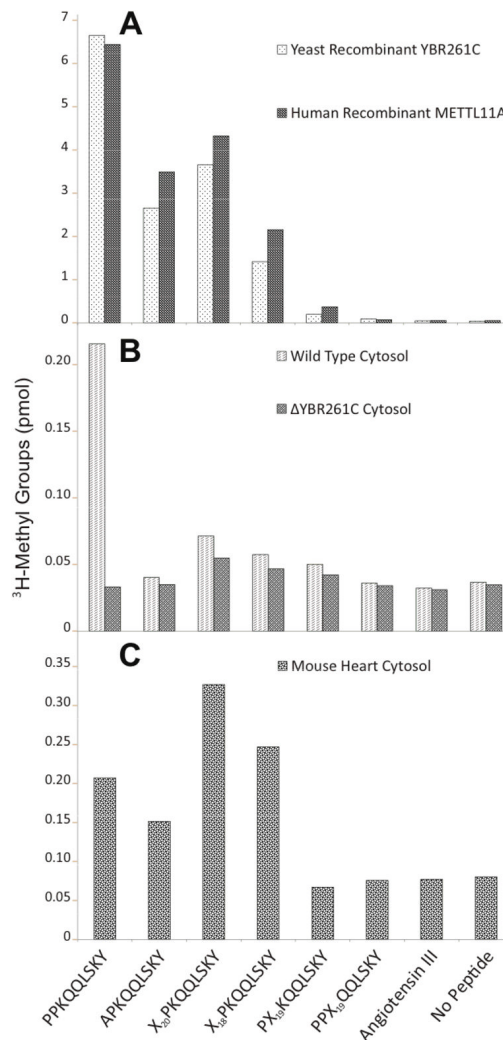 A
7
6
5
4
3
2
1
0
Yeast Recombinant YBR261C
Human Recombinant METTL11A
B
0.20
0.15
0.10
0.05
0
Wild Type Cytosol
ΔYBR261C Cytosol
³H-Methyl Groups (pmol)
C
0.35
0.30
0.25
0.20
0.15
0.10
0.05
0
Mouse Heart Cytosol
PPKQQLSKY
APKQQLSKY
X₂₀PKQQLSKY
X₁₈PKQQLSKY
PX₁₉KQQLSKY
PPX₁₉QQLSKY
Angiotensin III
No Peptide